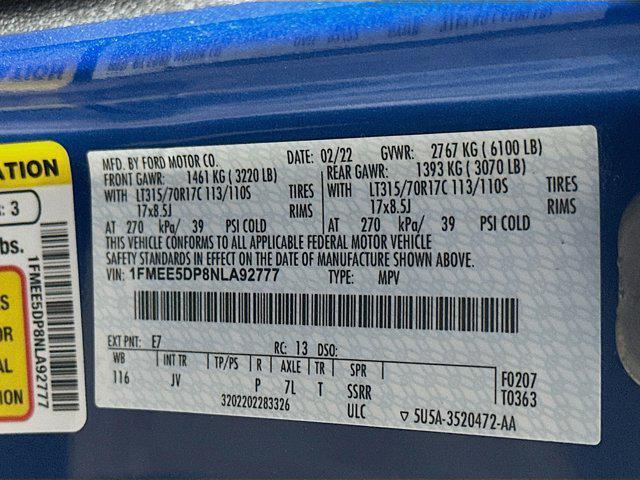 MFD. BY FORD MOTOR CO.
DATE: 02/22 GVWR: 2767 KG ( 6100 LB)
FRONT GAWR: 1461 KG ( 3220 LB) REAR GAWR: 1393 KG ( 3070 LB)
WITH LT315/70R17C 113/110S TIRES WITH LT315/70R17C 113/110S TIRES
17x8.5J RIMS 17x8.5J RIMS
AT 270 kPa/ 39 PSI COLD AT 270 kPa/ 39 PSI COLD
THIS VEHICLE CONFORMS TO ALL APPLICABLE FEDERAL MOTOR VEHICLE
SAFETY STANDARDS IN EFFECT ON THE DATE OF MANUFACTURE SHOWN ABOVE.
VIN: 1FMEE5DP8NLA92777 TYPE: MPV
EXT PNT: E7 RC: 13 DSO:
WB INT TR TP/PS R AXLE TR SPR
116 JV P 7L T SSRR
ULC
3202202283326
F0207
T0363
5U5A-3520472-AA
ATION
: 3
bs.
1FMEE5DP8NLA92777
S
OR
AL
ION